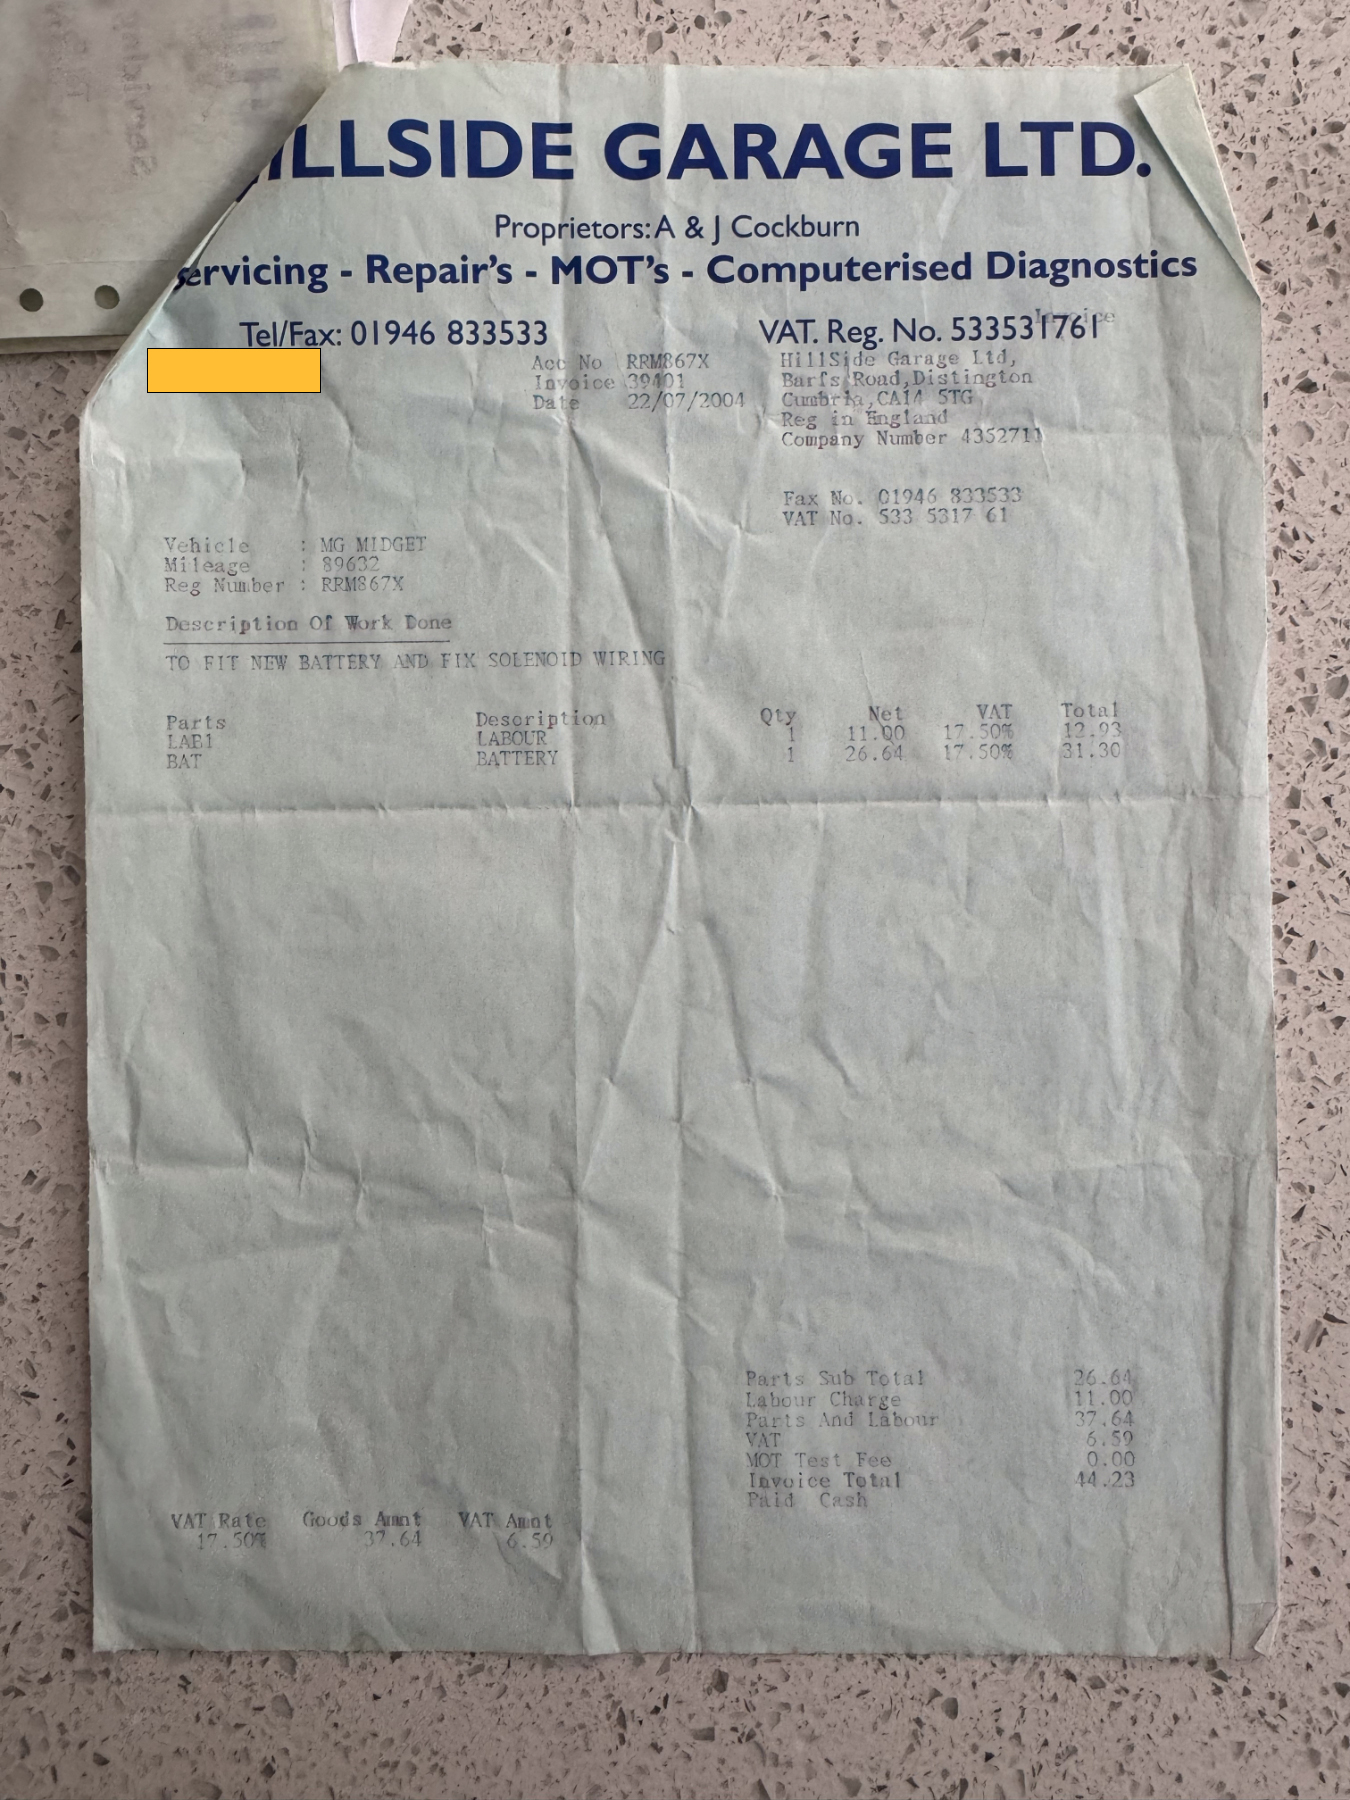 ILLSIDE GARAGE LTD.
Proprietors: A & J Cockburn
ervicing - Repair's - MOT's - Computerised Diagnostics
Tel/Fax: 01946 833533 VAT. Reg. No. 533531761
Invoice
Acc No RRM867X HillSide Garage Ltd,
Invoice 39401 Barfs Road,Distington
Date 22/07/2004 Cumbria,CA14 5TG
Reg in England
Company Number 4352711
Fax No. 01946 833533
VAT No. 533 5317 61
Vehicle : MG MIDGET
Mileage : 89632
Reg Number : RRM867X
Description Of Work Done
TO FIT NEW BATTERY AND FIX SOLENOID WIRING
Parts Description Qty Net VAT Total
LAB1 LABOUR 1 11.00 17.50% 12.93
BAT BATTERY 1 26.64 17.50% 31.30
Parts Sub Total 26.64
Labour Charge 11.00
Parts And Labour 37.64
VAT 6.59
MOT Test Fee 0.00
Invoice Total 44.23
Paid Cash
VAT Rate Goods Amnt VAT Amnt
17.50% 37.64 6.59